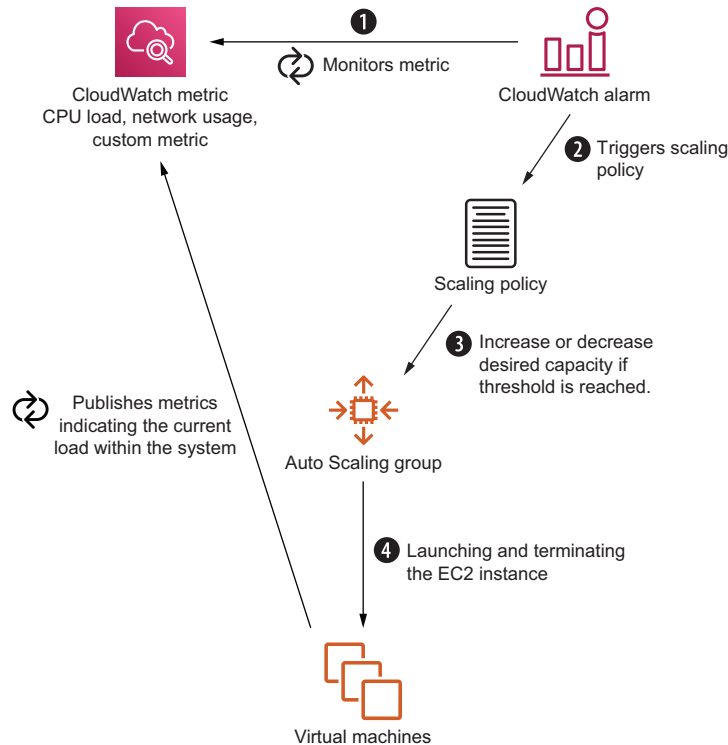 1
Monitors metric
CloudWatch metric
CPU load, network usage,
custom metric
CloudWatch alarm
2 Triggers scaling
policy
Scaling policy
3 Increase or decrease
desired capacity if
threshold is reached.
Publishes metrics
indicating the current
load within the system
Auto Scaling group
4 Launching and terminating
the EC2 instance
Virtual machines